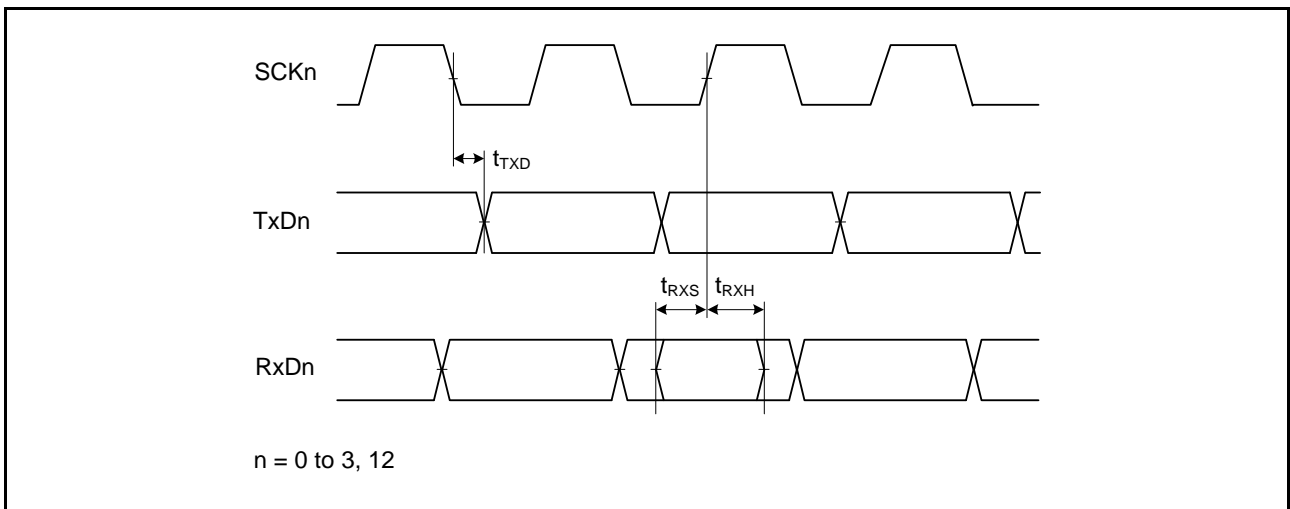 SCKn
tTXD
TxDn
tRXS tRXH
RxDn
n = 0 to 3, 12